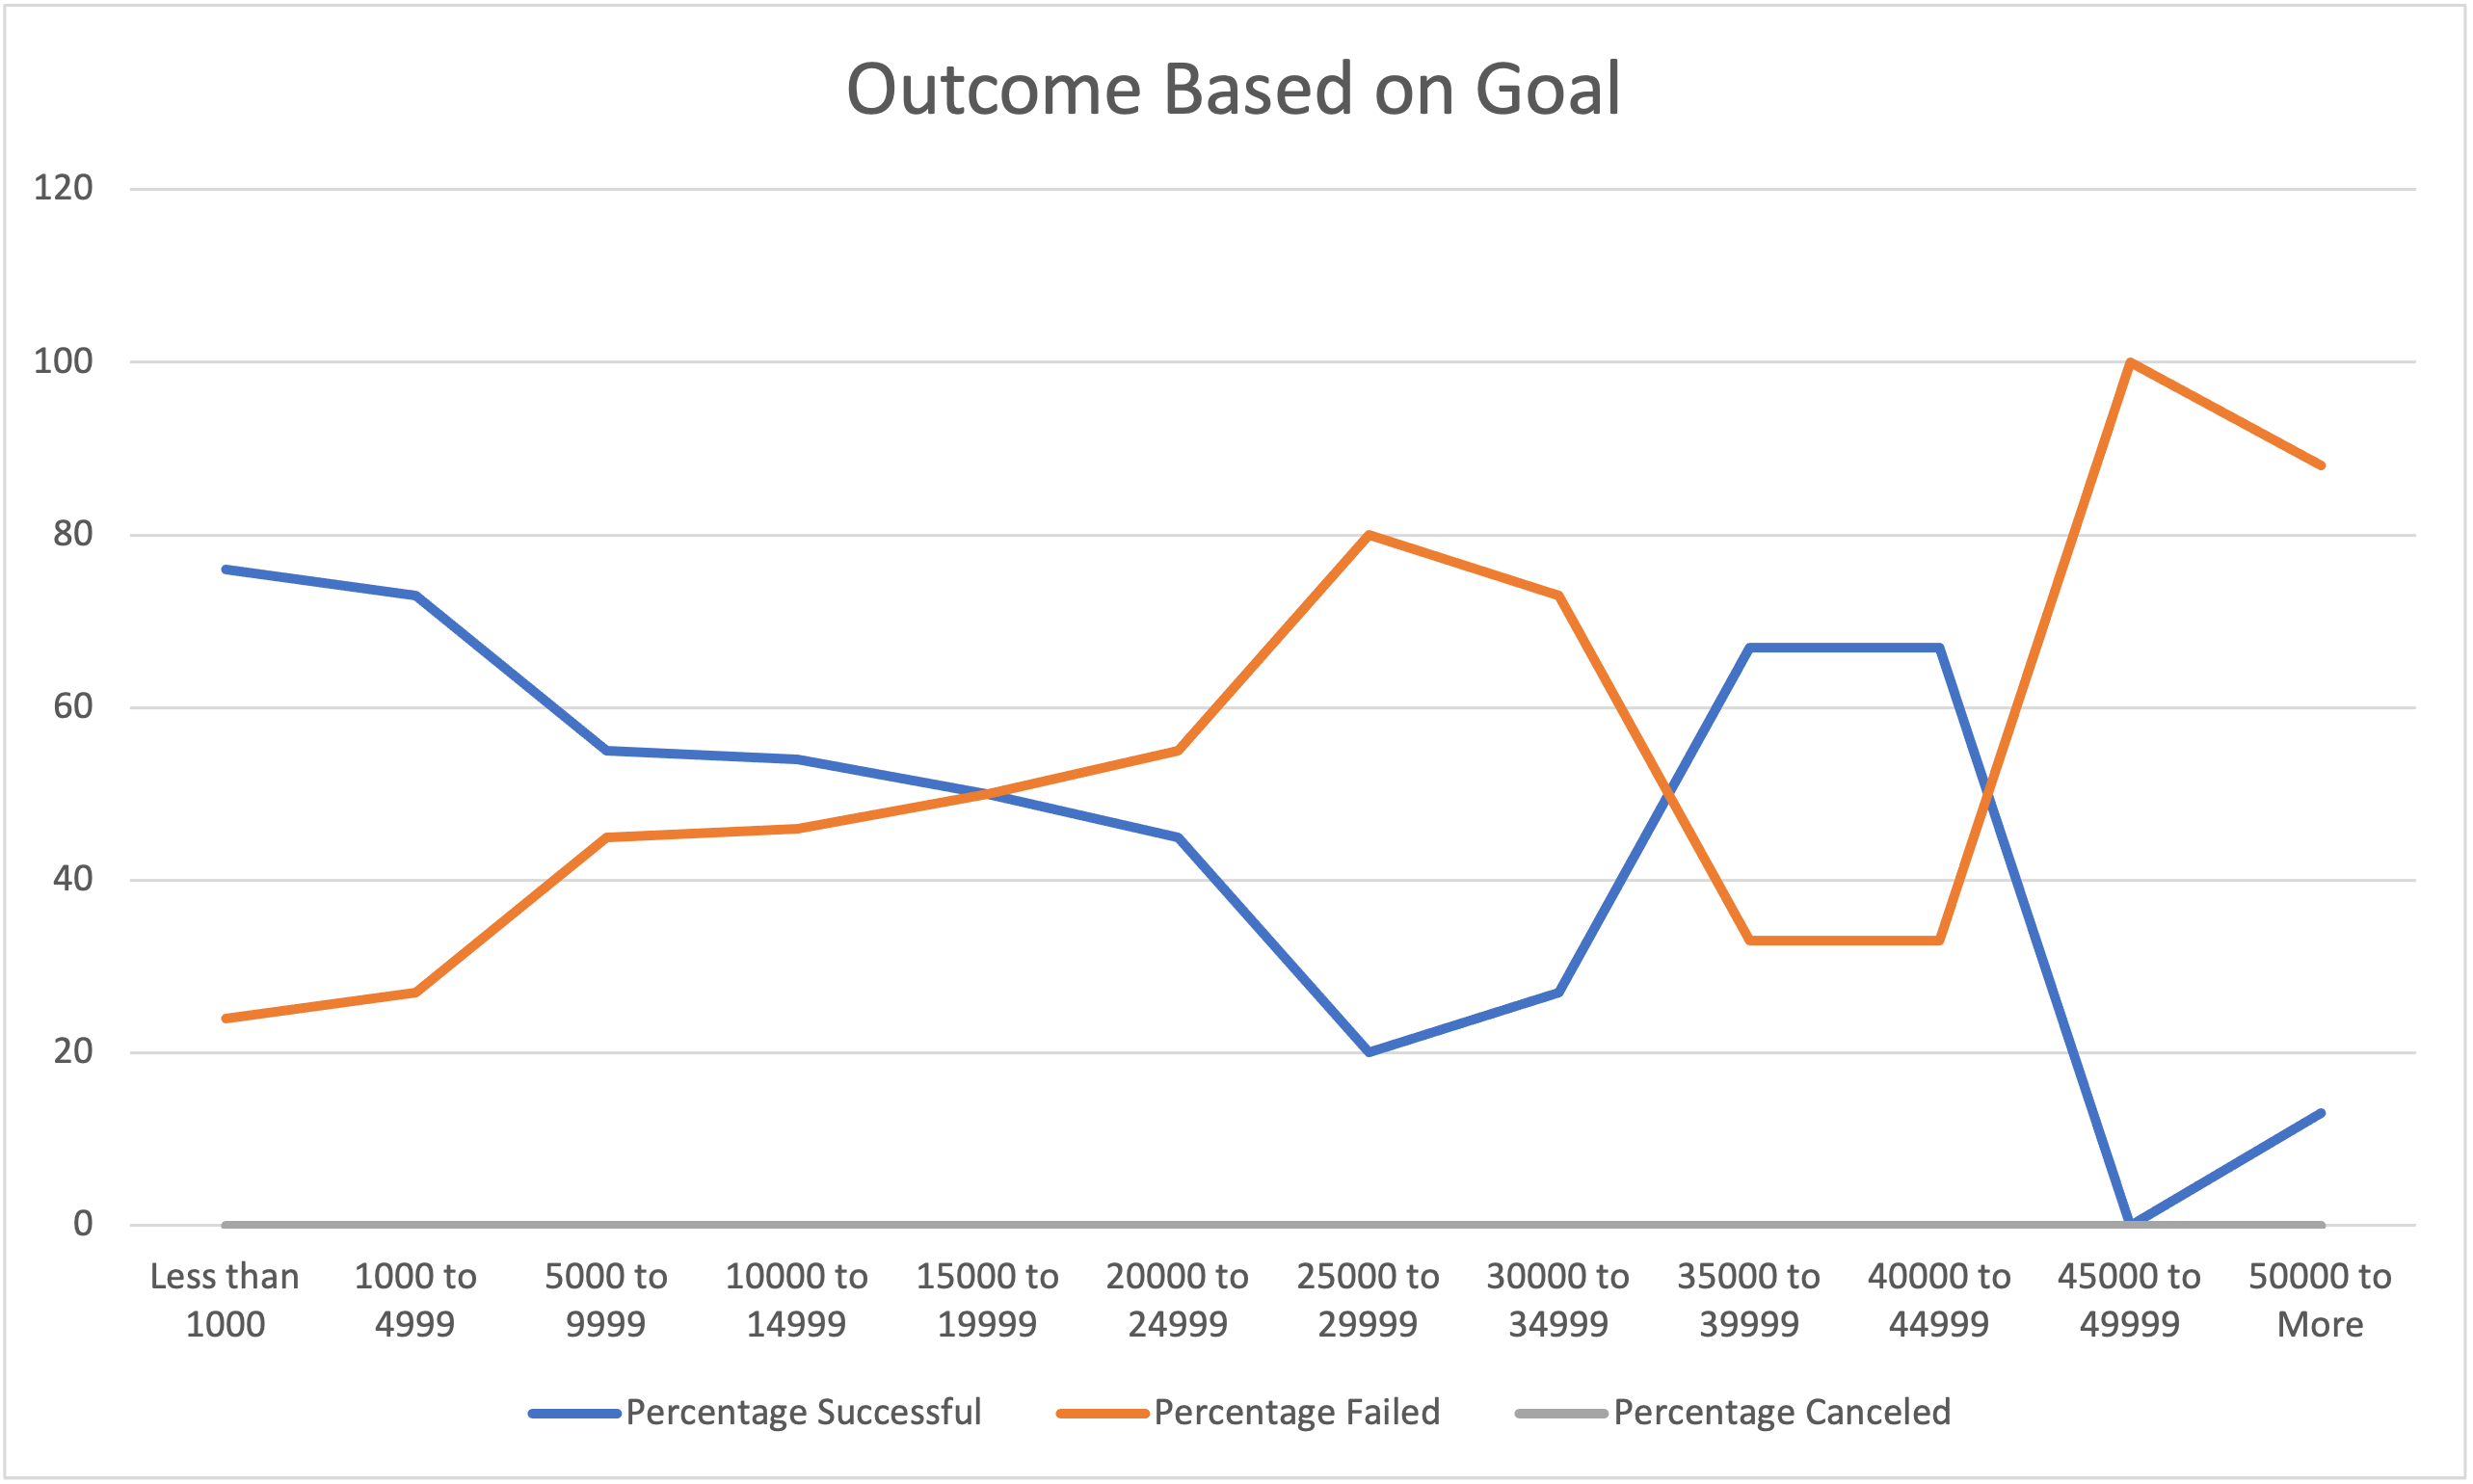 Outcome Based on Goal
120
100
80
60
40
20
0
Less than
1000
1000 to
4999
5000 to
9999
10000 to
14999
15000 to
19999
20000 to
24999
25000 to
29999
30000 to
34999
35000 to
39999
40000 to
44999
45000 to
49999
50000 to
More
Percentage Successful
Percentage Failed
Percentage Canceled